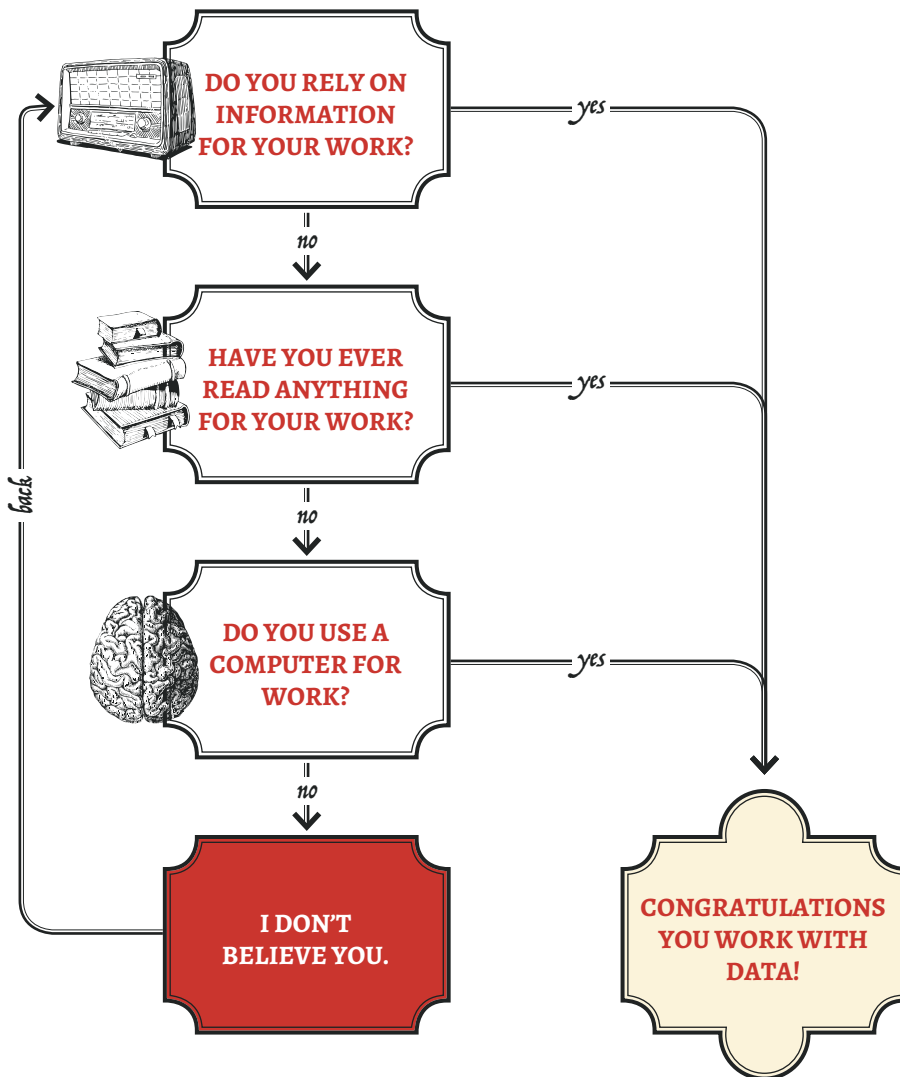 DO YOU RELY ON
INFORMATION
FOR YOUR WORK?
yes
no
HAVE YOU EVER
READ ANYTHING
FOR YOUR WORK?
yes
back
no
DO YOU USE A
COMPUTER FOR
WORK?
yes
no
I DON'T
BELIEVE YOU.
CONGRATULATIONS
YOU WORK WITH
DATA!